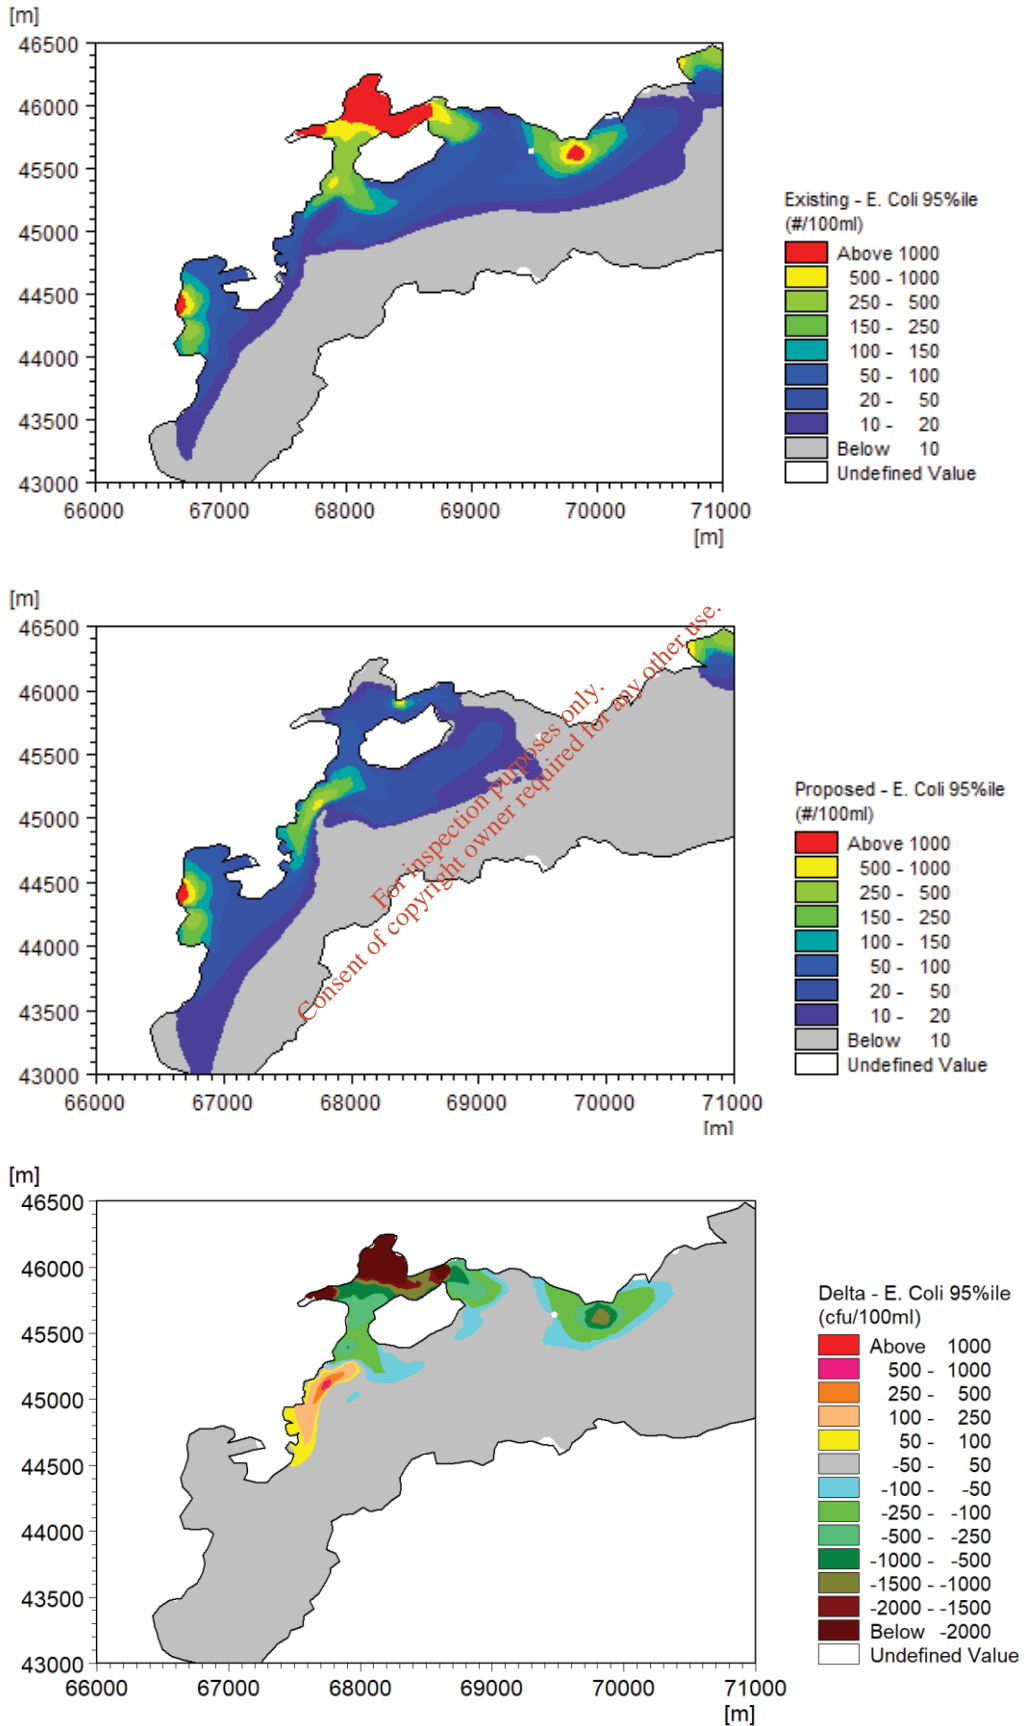 [m]
46500
46000
45500
45000
44500
44000
43500
43000
66000 67000 68000 69000 70000 71000
[m]
Existing - E. Coli 95%ile
(#/100ml)
Above 1000
500 - 1000
250 - 500
150 - 250
100 - 150
50 - 100
20 - 50
10 - 20
Below 10
Undefined Value
[m]
46500
46000
45500
45000
44500
44000
43500
43000
66000 67000 68000 69000 70000 71000
[m]
For inspection purposes only.
Consent of copyright owner required for any other use.
Proposed - E. Coli 95%ile
(#/100ml)
Above 1000
500 - 1000
250 - 500
150 - 250
100 - 150
50 - 100
20 - 50
10 - 20
Below 10
Undefined Value
[m]
46500
46000
45500
45000
44500
44000
43500
43000
66000 67000 68000 69000 70000 71000
[m]
Delta - E. Coli 95%ile
(cfu/100ml)
Above 1000
500 - 1000
250 - 500
100 - 250
50 - 100
-50 - 50
-100 - -50
-250 - -100
-500 - -250
-1000 - -500
-1500 - -1000
-2000 - -1500
Below -2000
Undefined Value